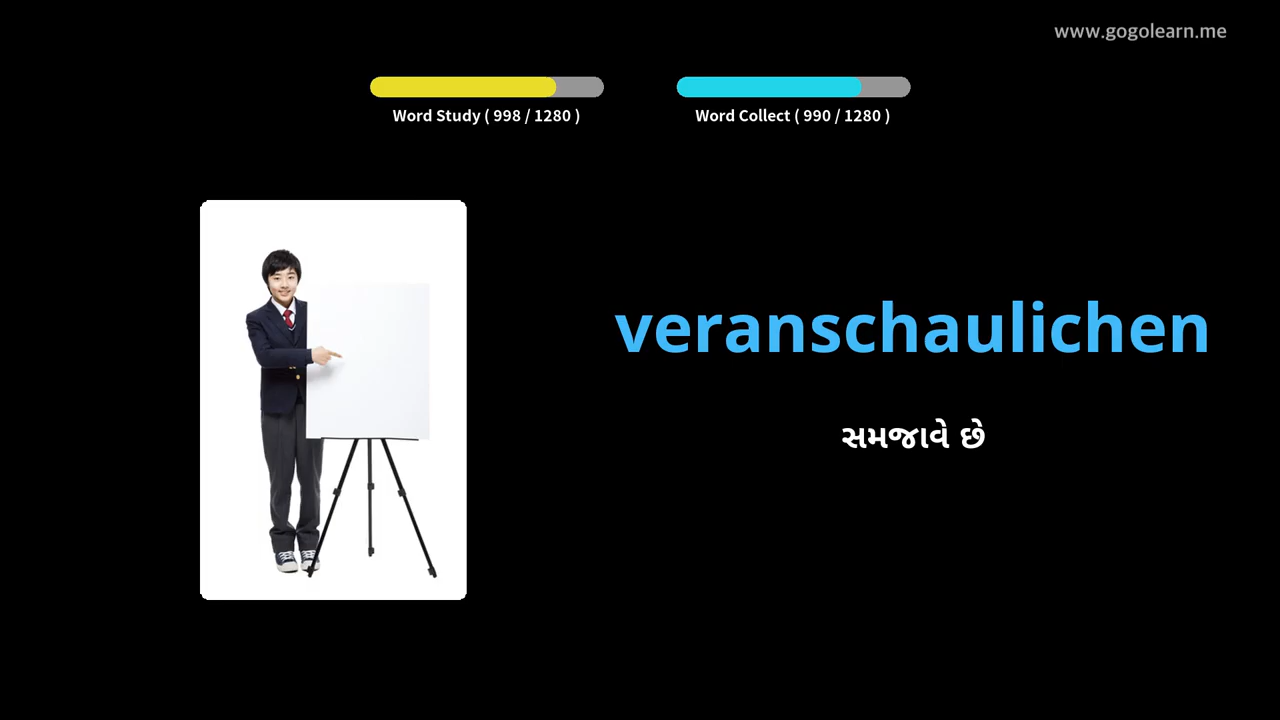 www.gogolearn.me
Word Study ( 998 / 1280 )
Word Collect ( 990 / 1280 )
veranschaulichen
સમજાવે છે